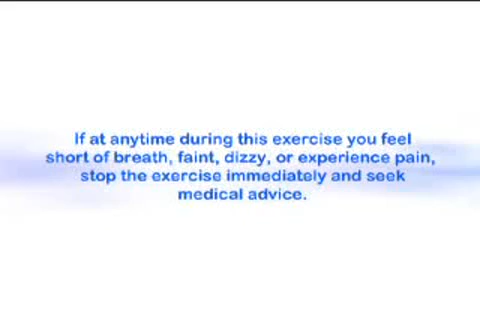 If at anytime during this exercise you feel
short of breath, faint, dizzy, or experience pain,
stop the exercise immediately and seek
medical advice.